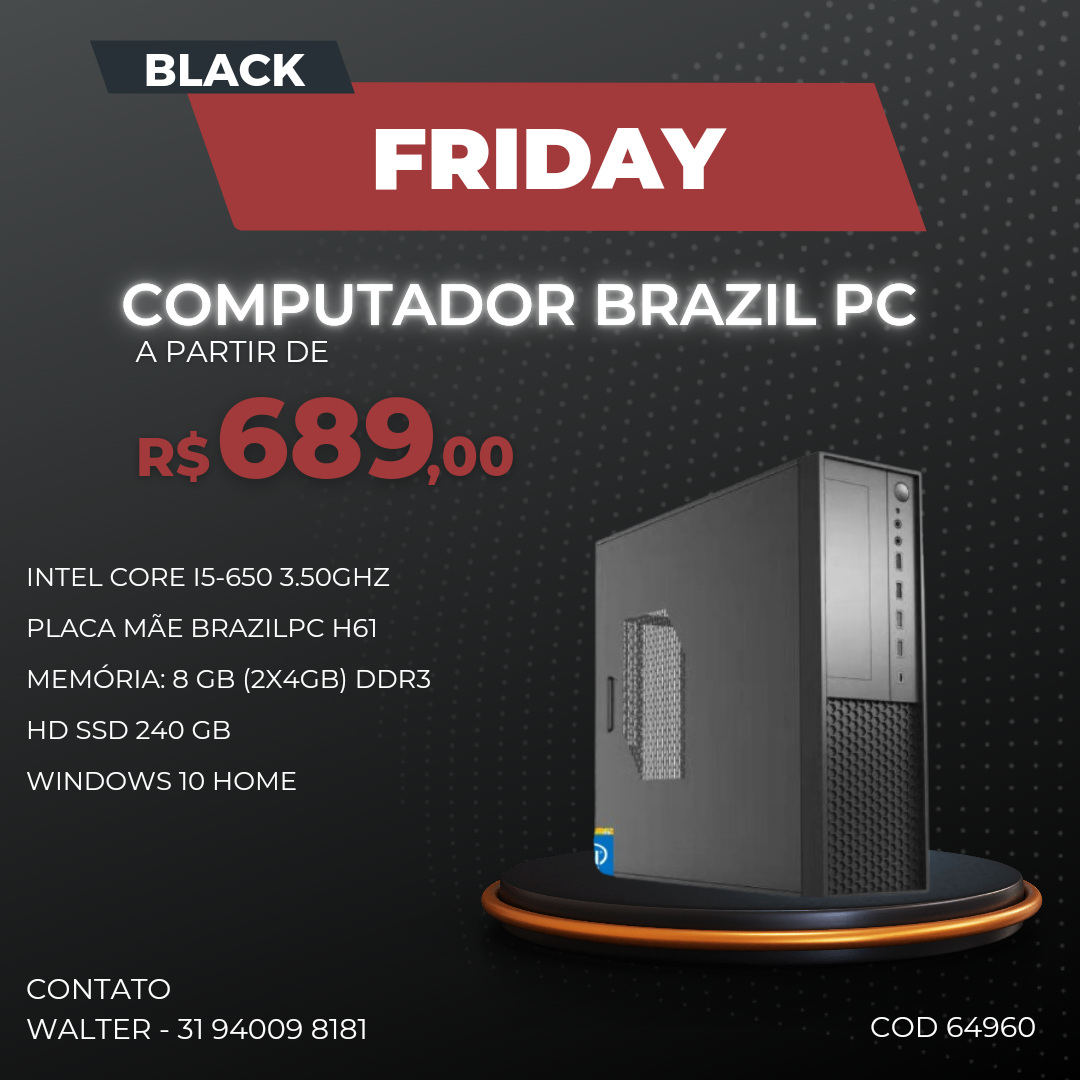 BLACK
FRIDAY
COMPUTADOR BRAZIL PC
A PARTIR DE
R$ 689,00
INTEL CORE I5-650 3.50GHZ
PLACA MÃE BRAZILPC H61
MEMÓRIA: 8 GB (2X4GB) DDR3
HD SSD 240 GB
WINDOWS 10 HOME
CONTATO
WALTER - 31 94009 8181
COD 64960